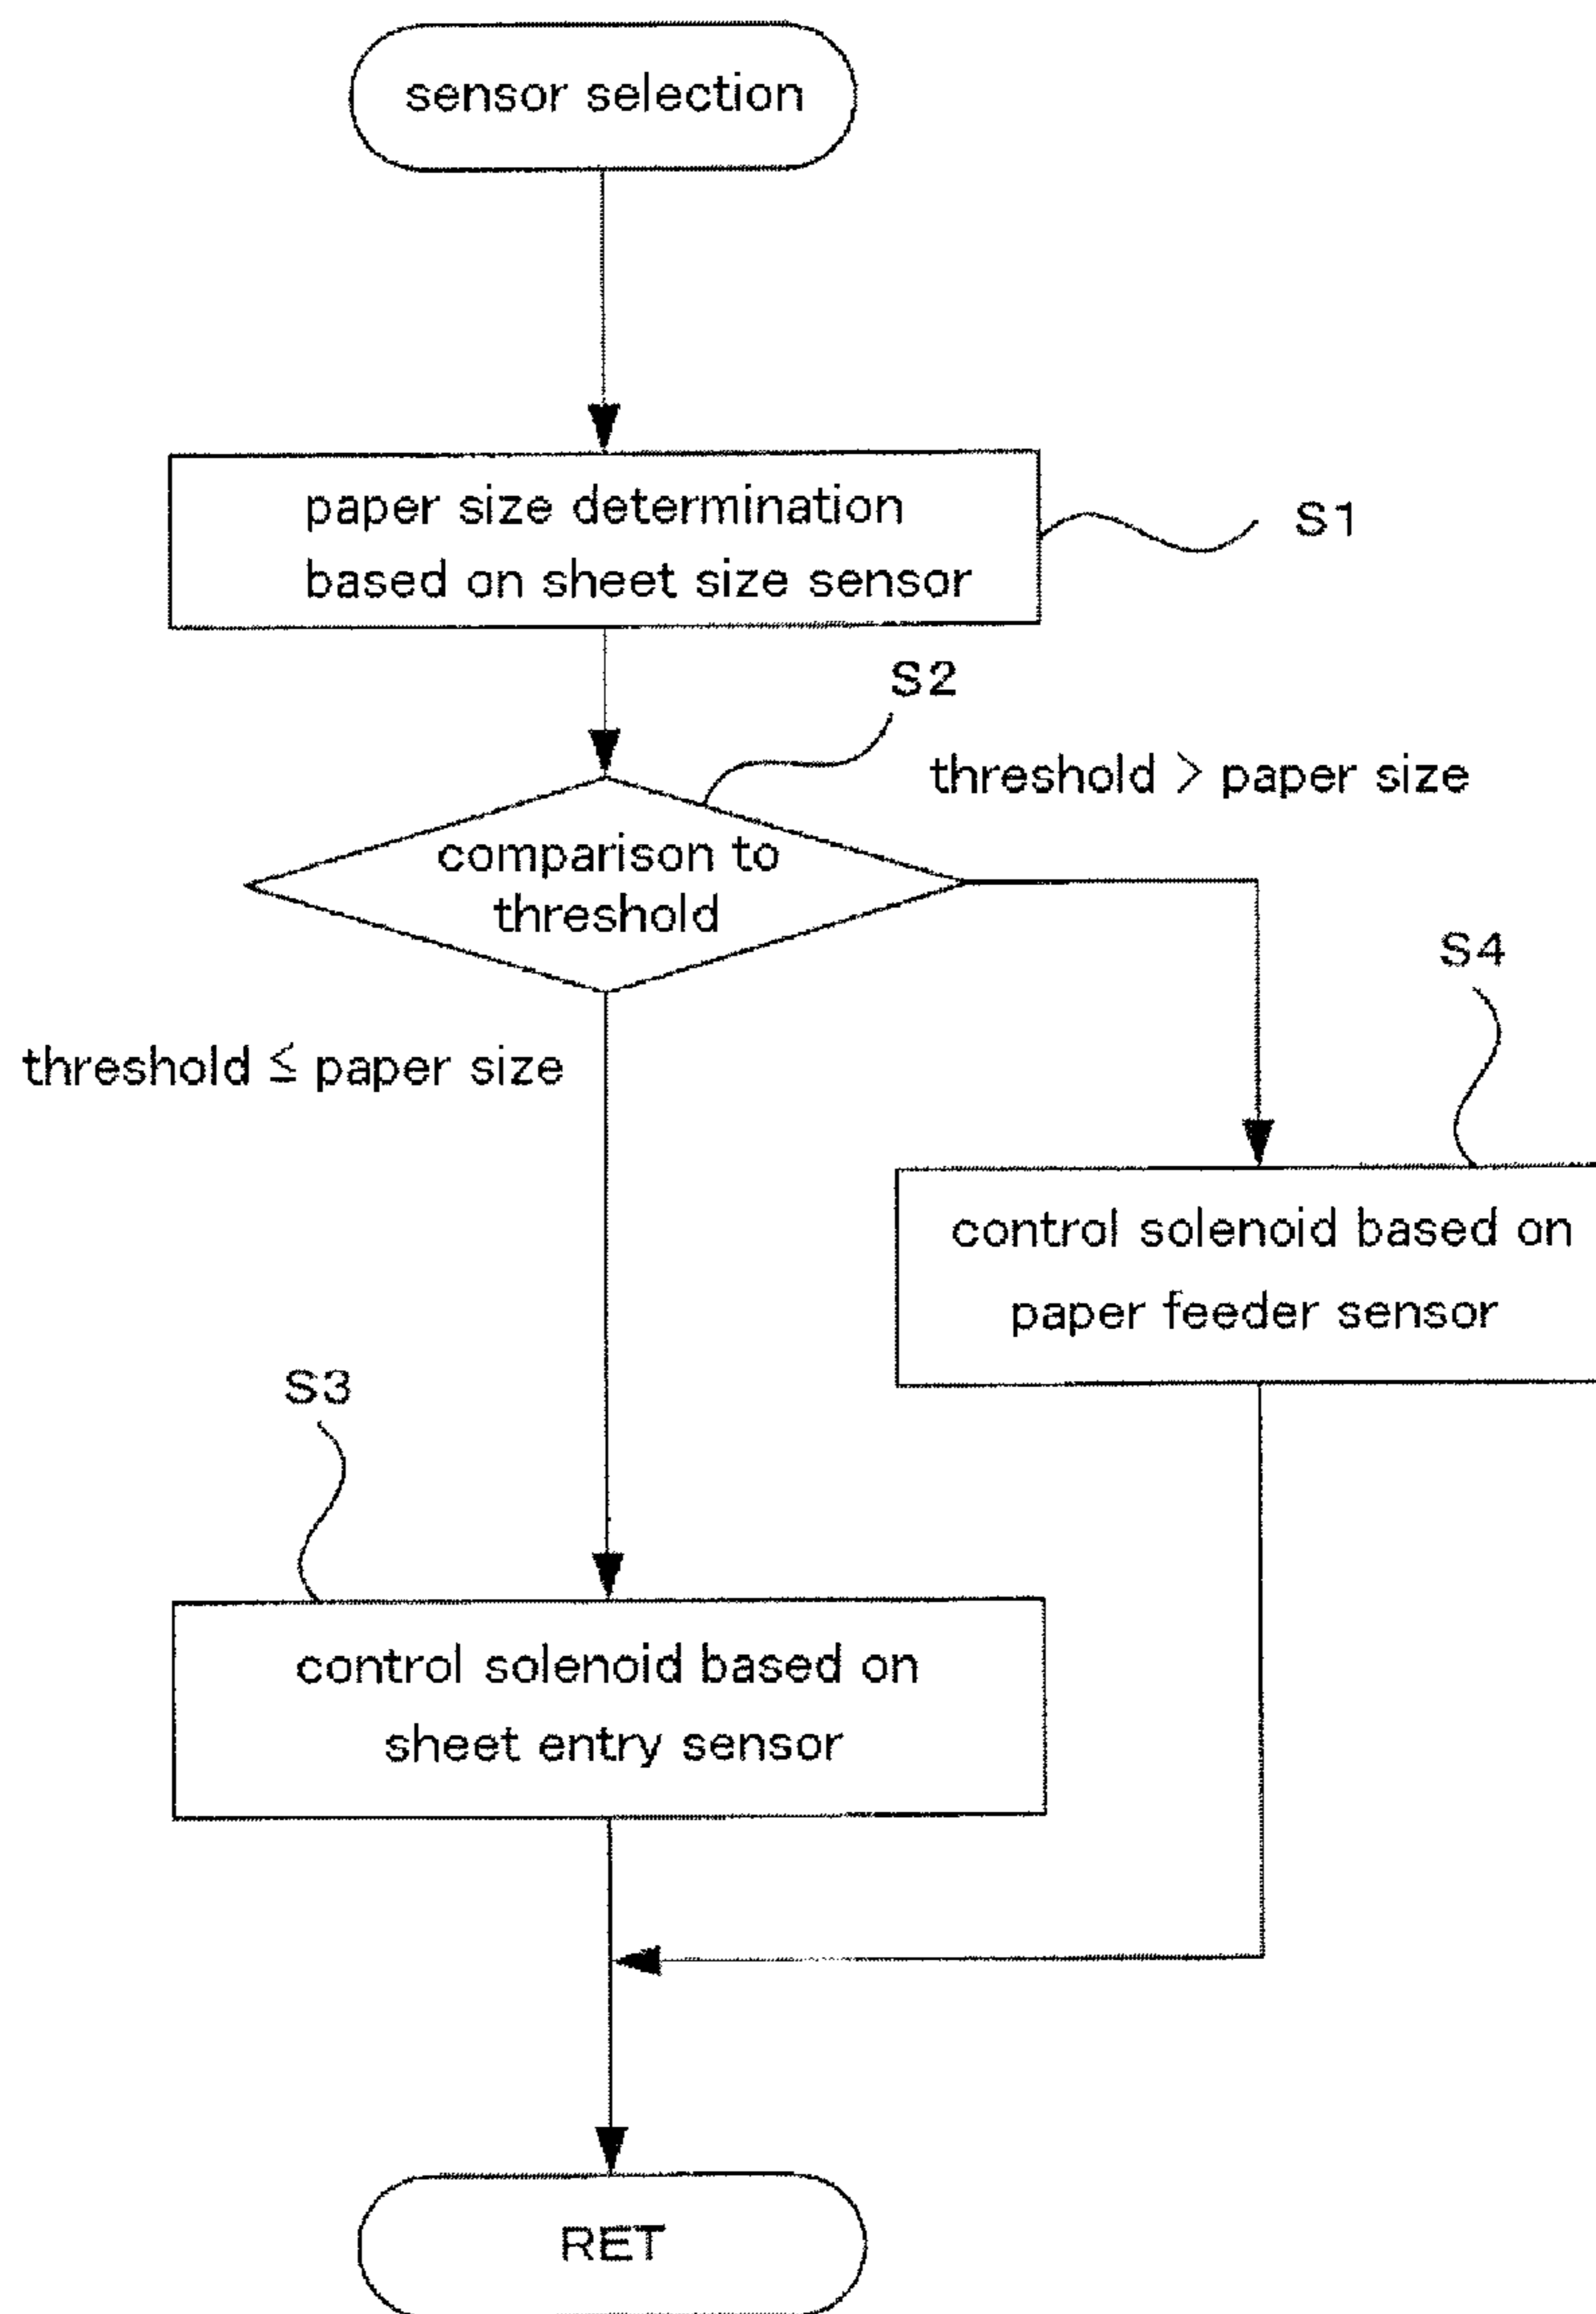 sensor selection
paper size determination
based on sheet size sensor
S1
S2
threshold > paper size
comparison to
threshold
S4
threshold ≤ paper size
control solenoid based on
paper feeder sensor
S3
control solenoid based on
sheet entry sensor
RET